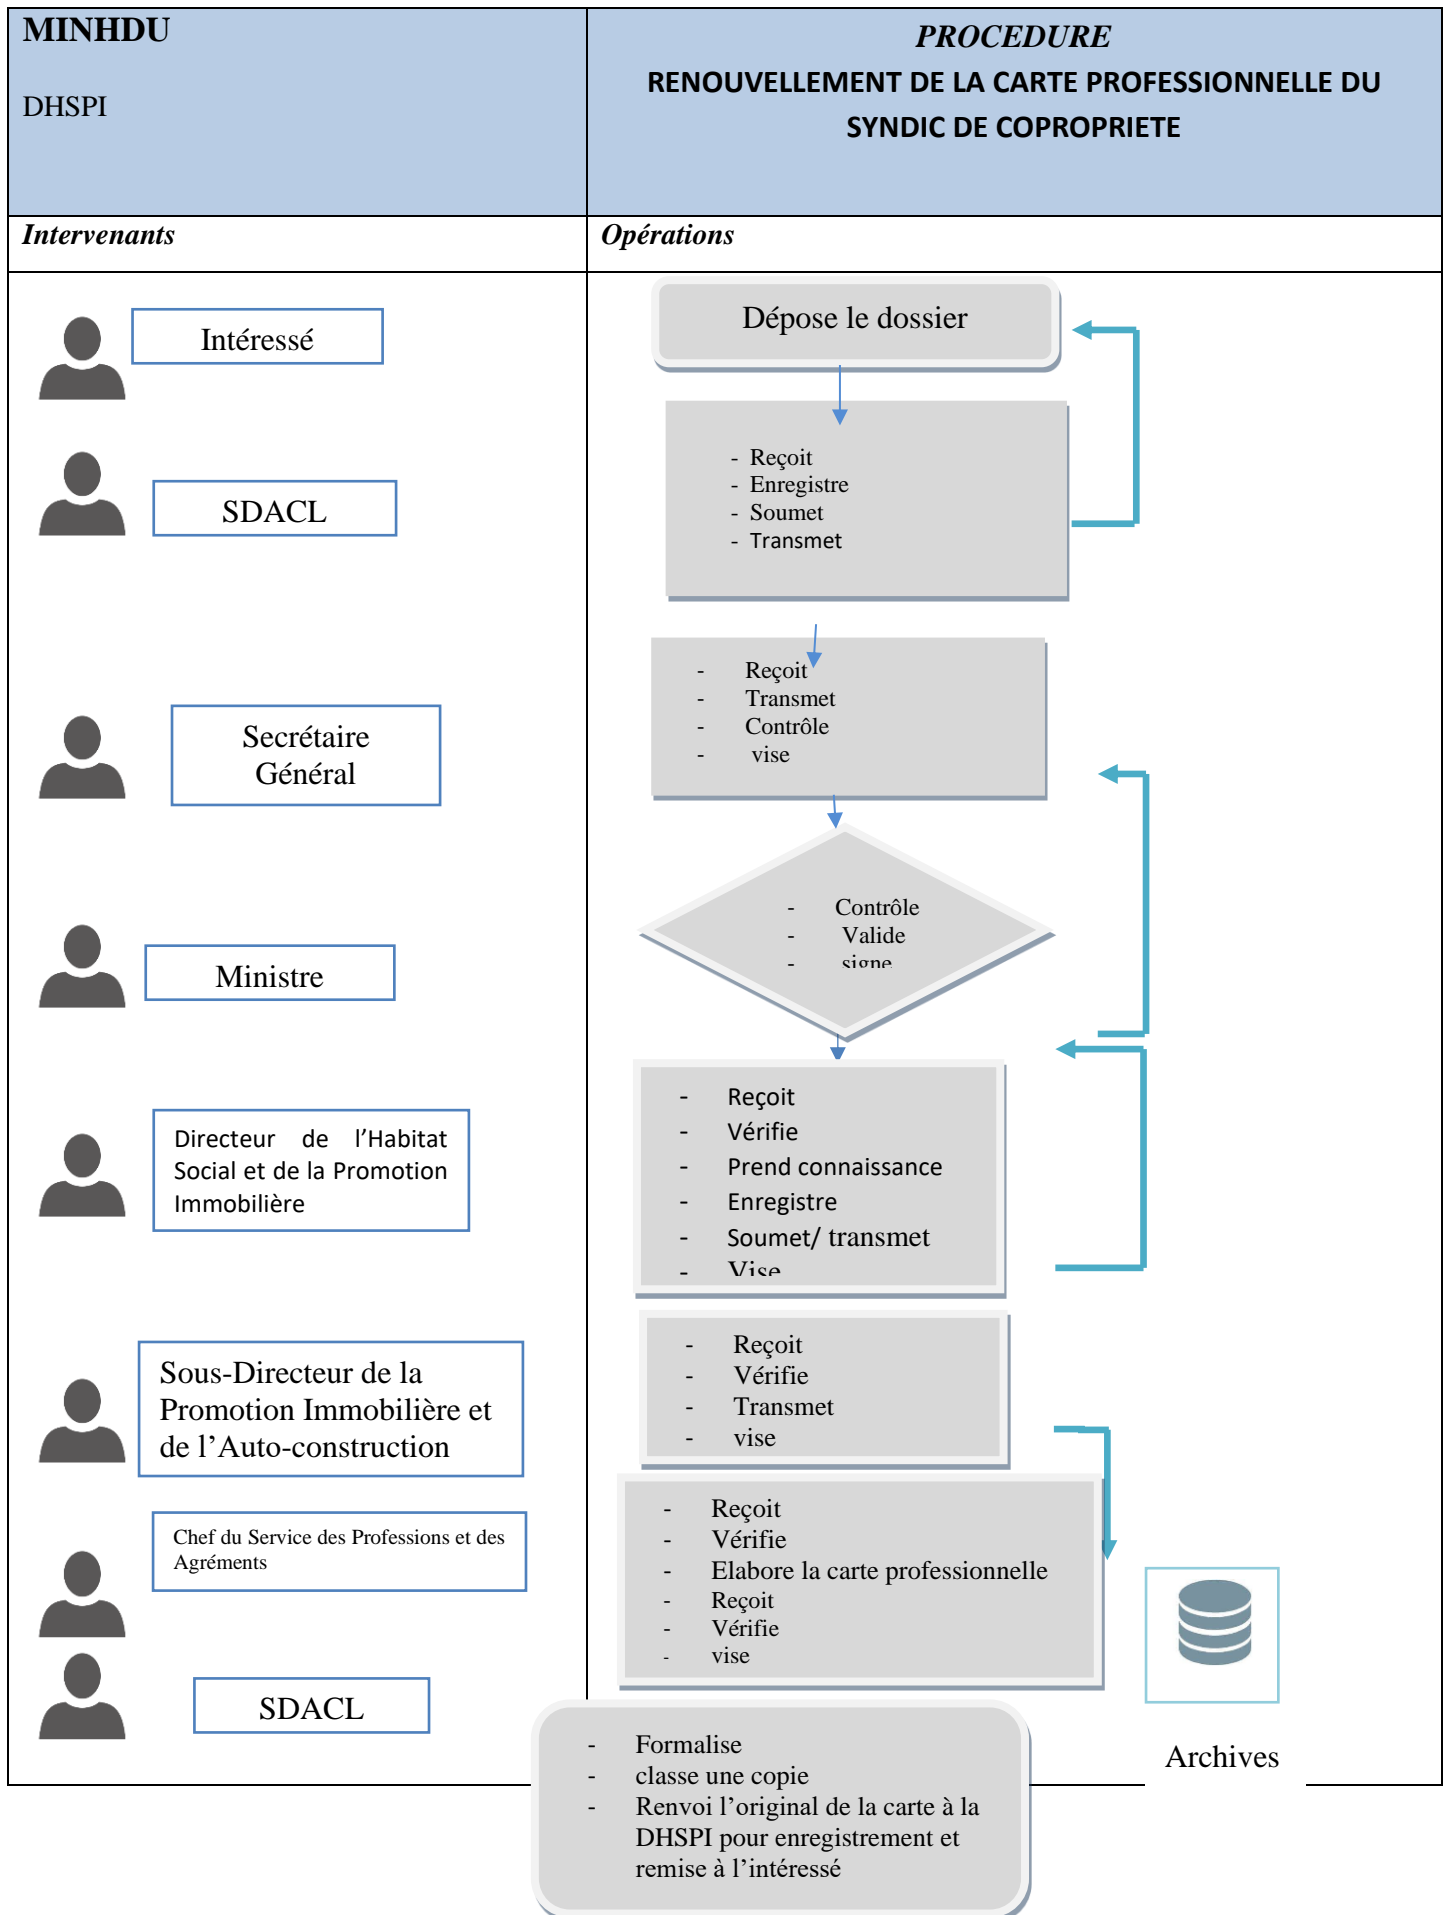 MINHDU
DHSPI
PROCEDURE
RENOUVELLEMENT DE LA CARTE PROFESSIONNELLE DU
SYNDIC DE COPROPRIETE
Intervenants
Opérations
Intéressé
Dépose le dossier
SDACL
- Reçoit
- Enregistre
- Soumet
- Transmet
Secrétaire
Général
- Reçoit
- Transmet
- Contrôle
- vise
Ministre
- Contrôle
- Valide
- signe
Directeur de l’Habitat
Social et de la Promotion
Immobilière
- Reçoit
- Vérifie
- Prend connaissance
- Enregistre
- Soumet/ transmet
- Vise
Sous-Directeur de la
Promotion Immobilière et
de l’Auto-construction
- Reçoit
- Vérifie
- Transmet
- vise
Chef du Service des Professions et des
Agréments
- Reçoit
- Vérifie
- Elabore la carte professionnelle
- Reçoit
- Vérifie
- vise
SDACL
- Formalise
- classe une copie
- Renvoi l’original de la carte à la
DHSPI pour enregistrement et
remise à l’intéressé
Archives